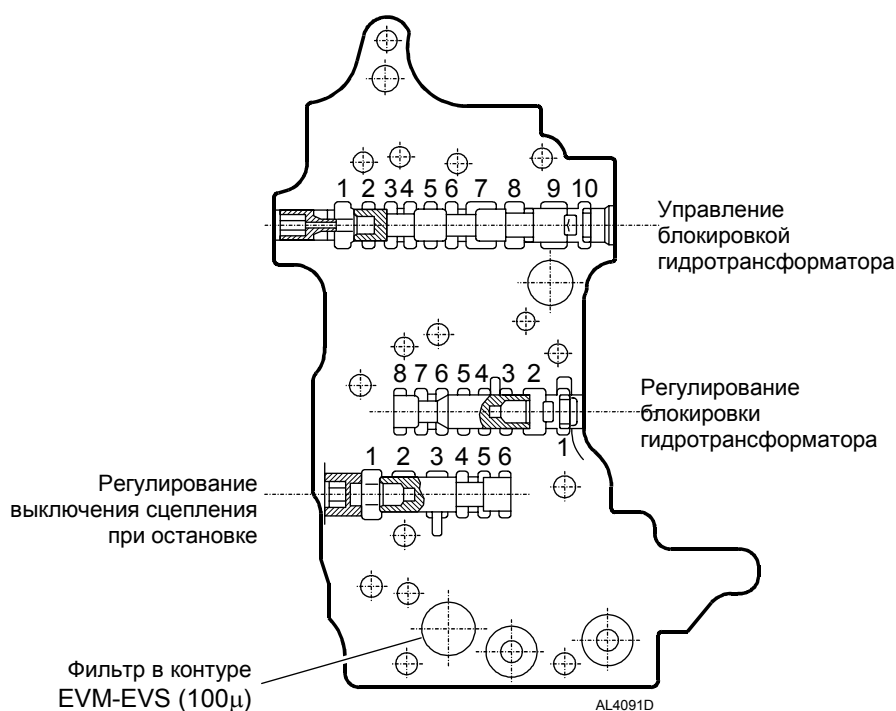 1 2 3 4 5 6 7 8 9 10
Управление
блокировкой
гидротрансформатора
8 7 6 5 4 3 2
1
Регулирование
блокировки
гидротрансформатора
1 2 3 4 5 6
Регулирование
выключения сцепления
при остановке
Фильтр в контуре
EVM-EVS (100μ)
AL4091D